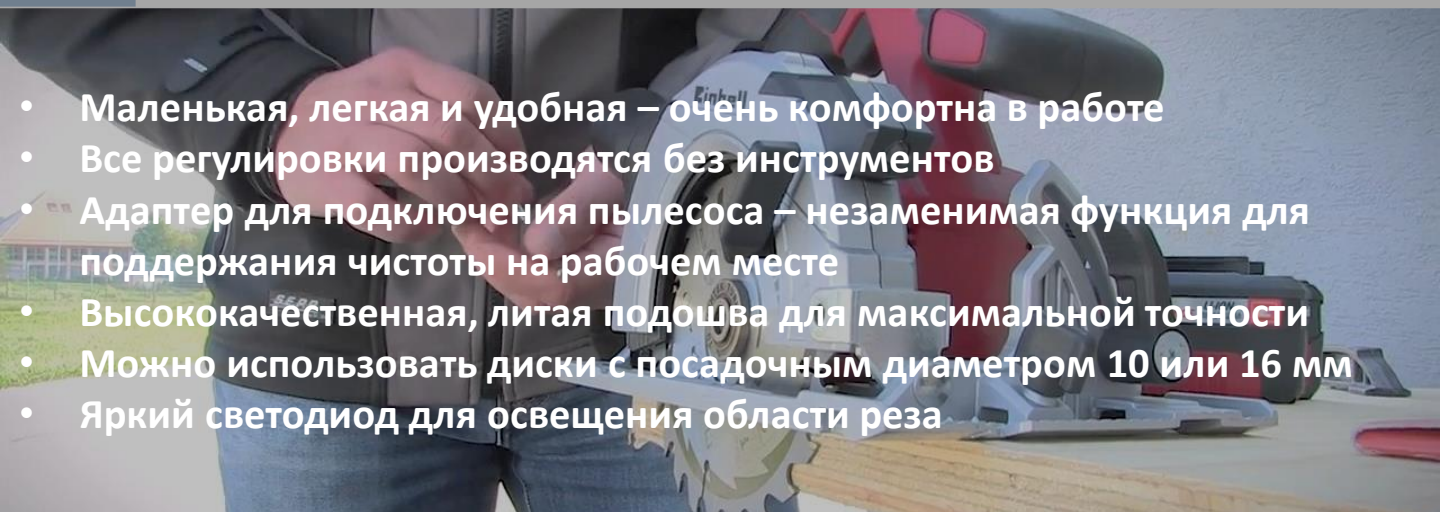 Einhell
• Маленькая, легкая и удобная – очень комфортна в работе
• Все регулировки производятся без инструментов
• Адаптер для подключения пылесоса – незаменимая функция для
поддержания чистоты на рабочем месте
• Высококачественная, литая подошва для максимальной точности
• Можно использовать диски с посадочным диаметром 10 или 16 мм
• Яркий светодиод для освещения области реза